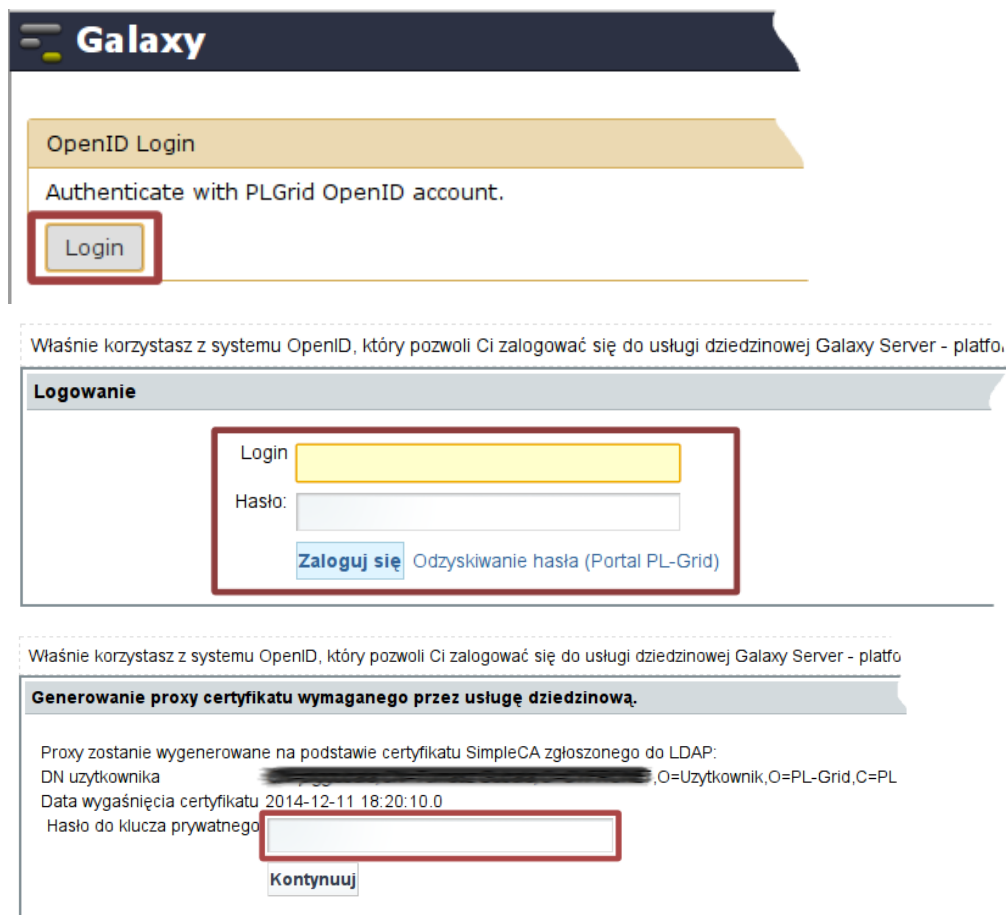 Galaxy
OpenID Login
Authenticate with PLGrid OpenID account.
Login
Właśnie korzystasz z systemu OpenID, który pozwoli Ci zalogować się do usługi dziedzinowej Galaxy Server -
Logowanie
Login
Hasło:
Zaloguj się Odzyskiwanie hasła (Portal PL-Grid)
Właśnie korzystasz z systemu OpenID, który pozwoli Ci zalogować się do usługi dziedzinowej Galaxy Server -
Generowanie proxy certyfikatu wymaganego przez usługę dziedzinową.
Proxy zostanie wygenerowane na podstawie certyfikatu SimpleCA zgłoszonego do LDAP:
DN uzytkownika ,O=Uzytkownik,O=PL-Grid,C=PL
Data wygaśnięcia certyfikatu 2014-12-11 18:20:10.0
Hasło do klucza prywatnego
Kontynuuj